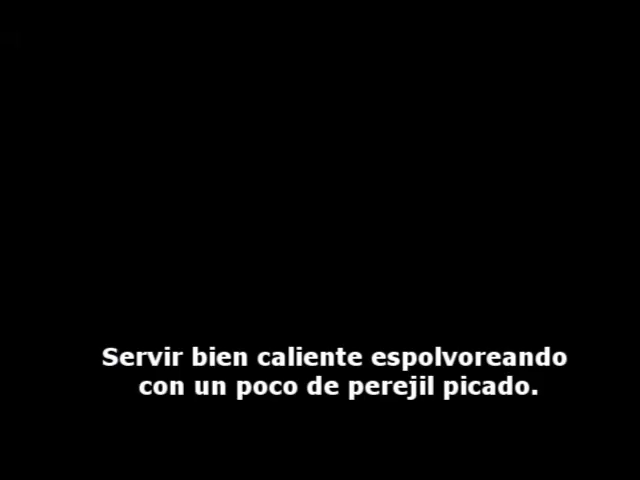 Servir bien caliente espolvoreando
con un poco de perejil picado.